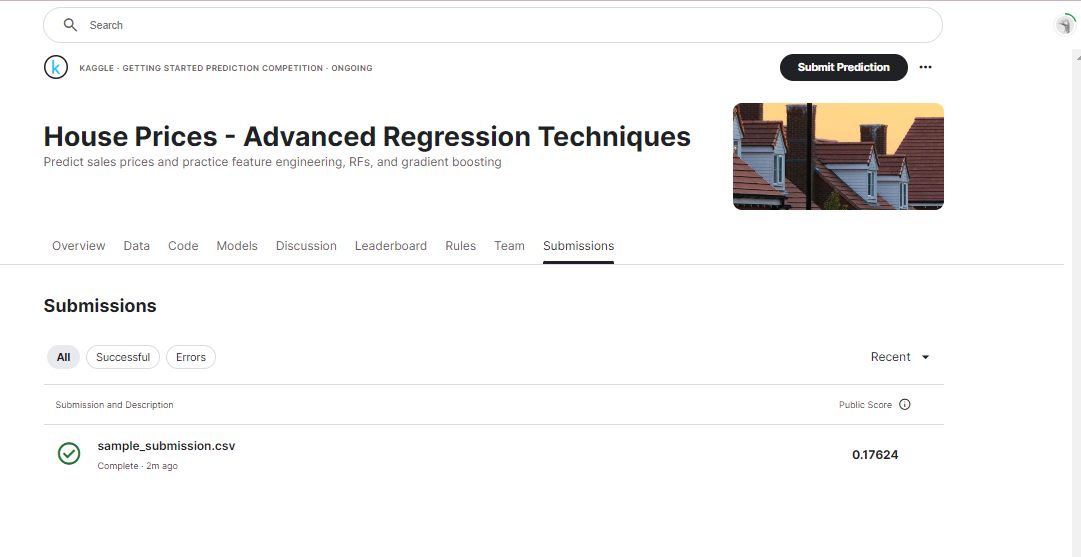 Search
k KAGGLE · GETTING STARTED PREDICTION COMPETITION · ONGOING
Submit Prediction
House Prices - Advanced Regression Techniques
Predict sales prices and practice feature engineering, RFs, and gradient boosting
Overview Data Code Models Discussion Leaderboard Rules Team Submissions
Submissions
All Successful Errors Recent
Submission and Description Public Score
sample_submission.csv
Complete · 2m ago
0.17624